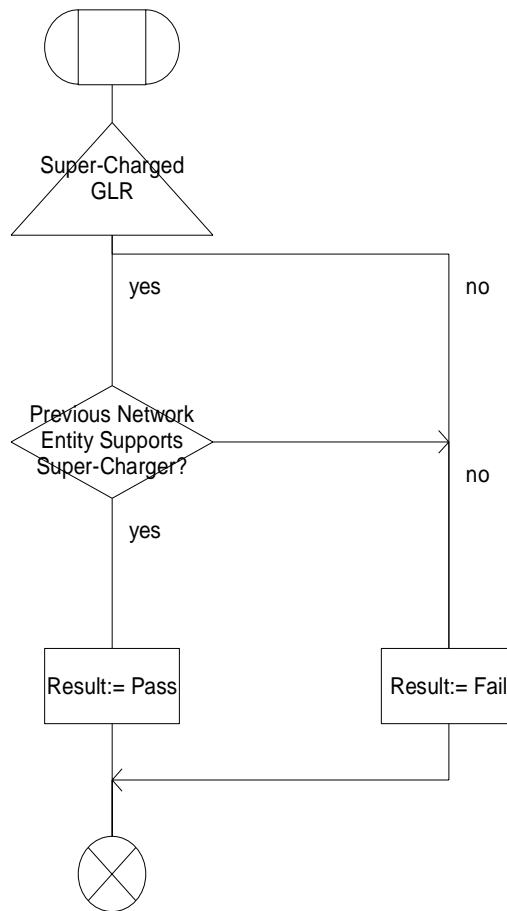 Super-Charged
GLR
yes
no
Previous Network
Entity Supports
Super-Charger?
no
yes
Result:= Pass
Result:= Fail